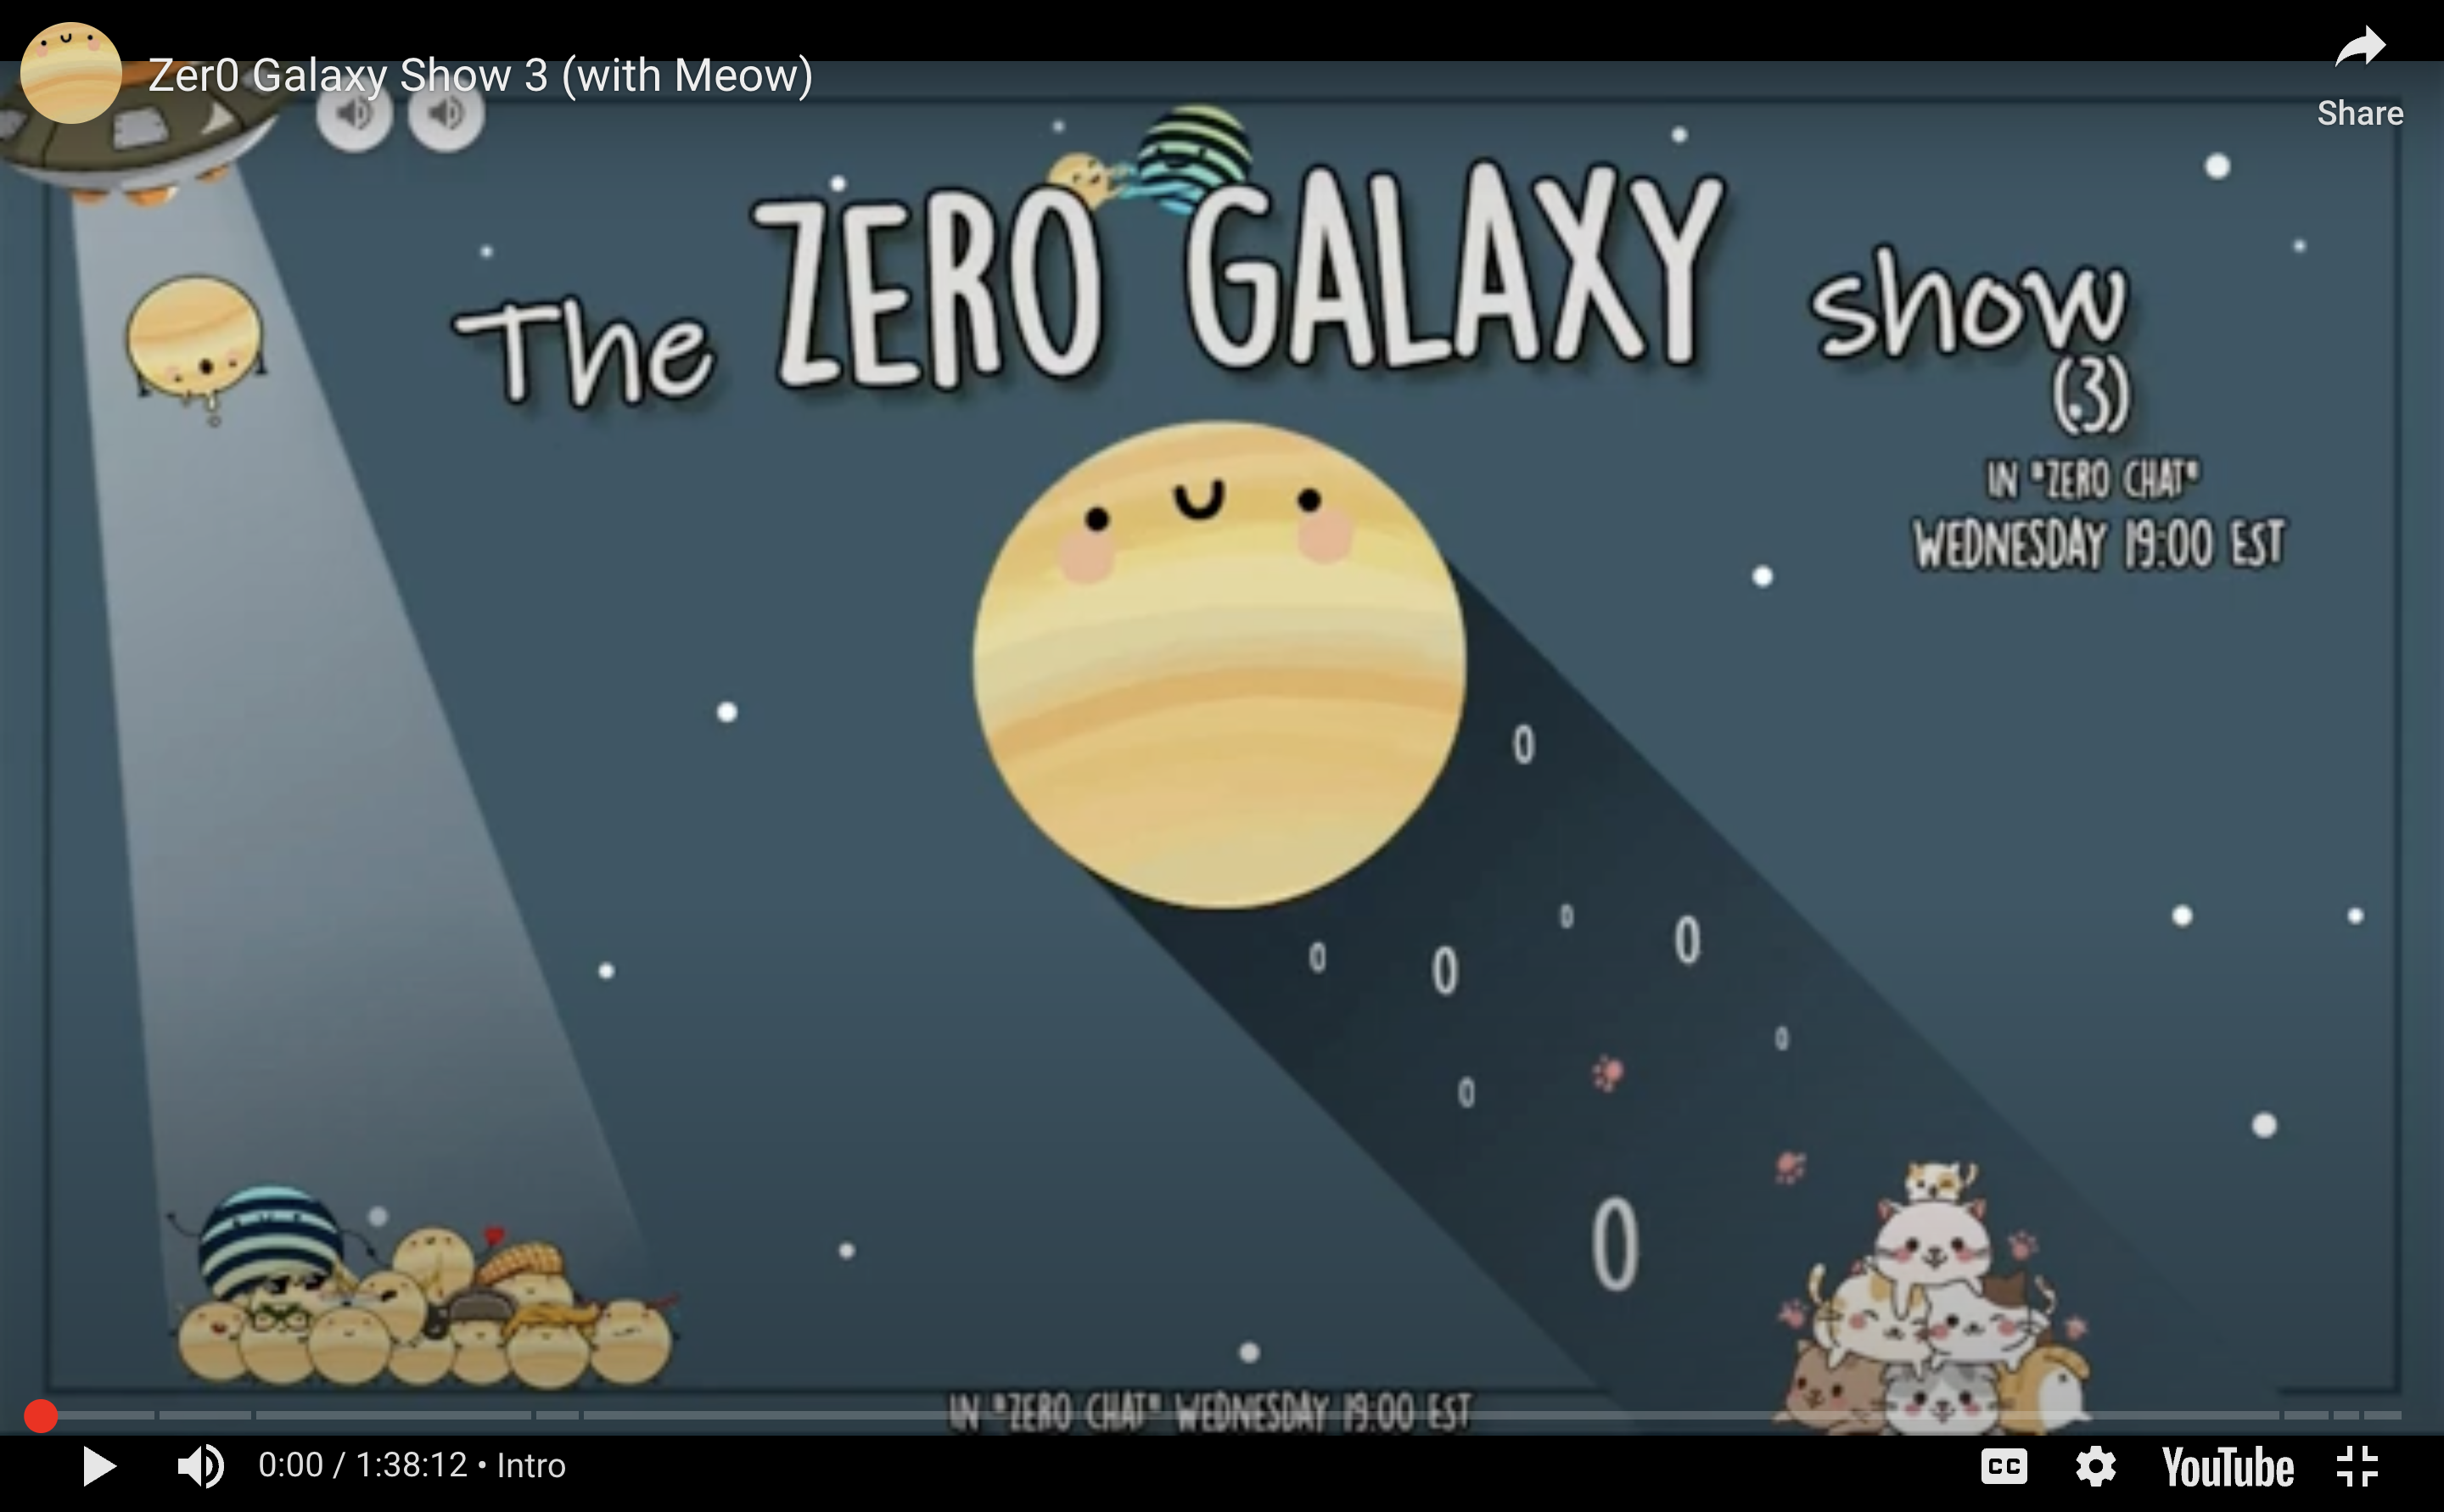 Zer0 Galaxy Show 3 (with Meow)
Share
The ZERO GALAXY show
(3)
IN "ZERO CHAT"
WEDNESDAY 19:00 EST
0
0
0
0
0
0
0
0
IN "ZERO CHAT" WEDNESDAY 19:00 EST
0:00 / 1:38:12 • Intro
CC
YouTube